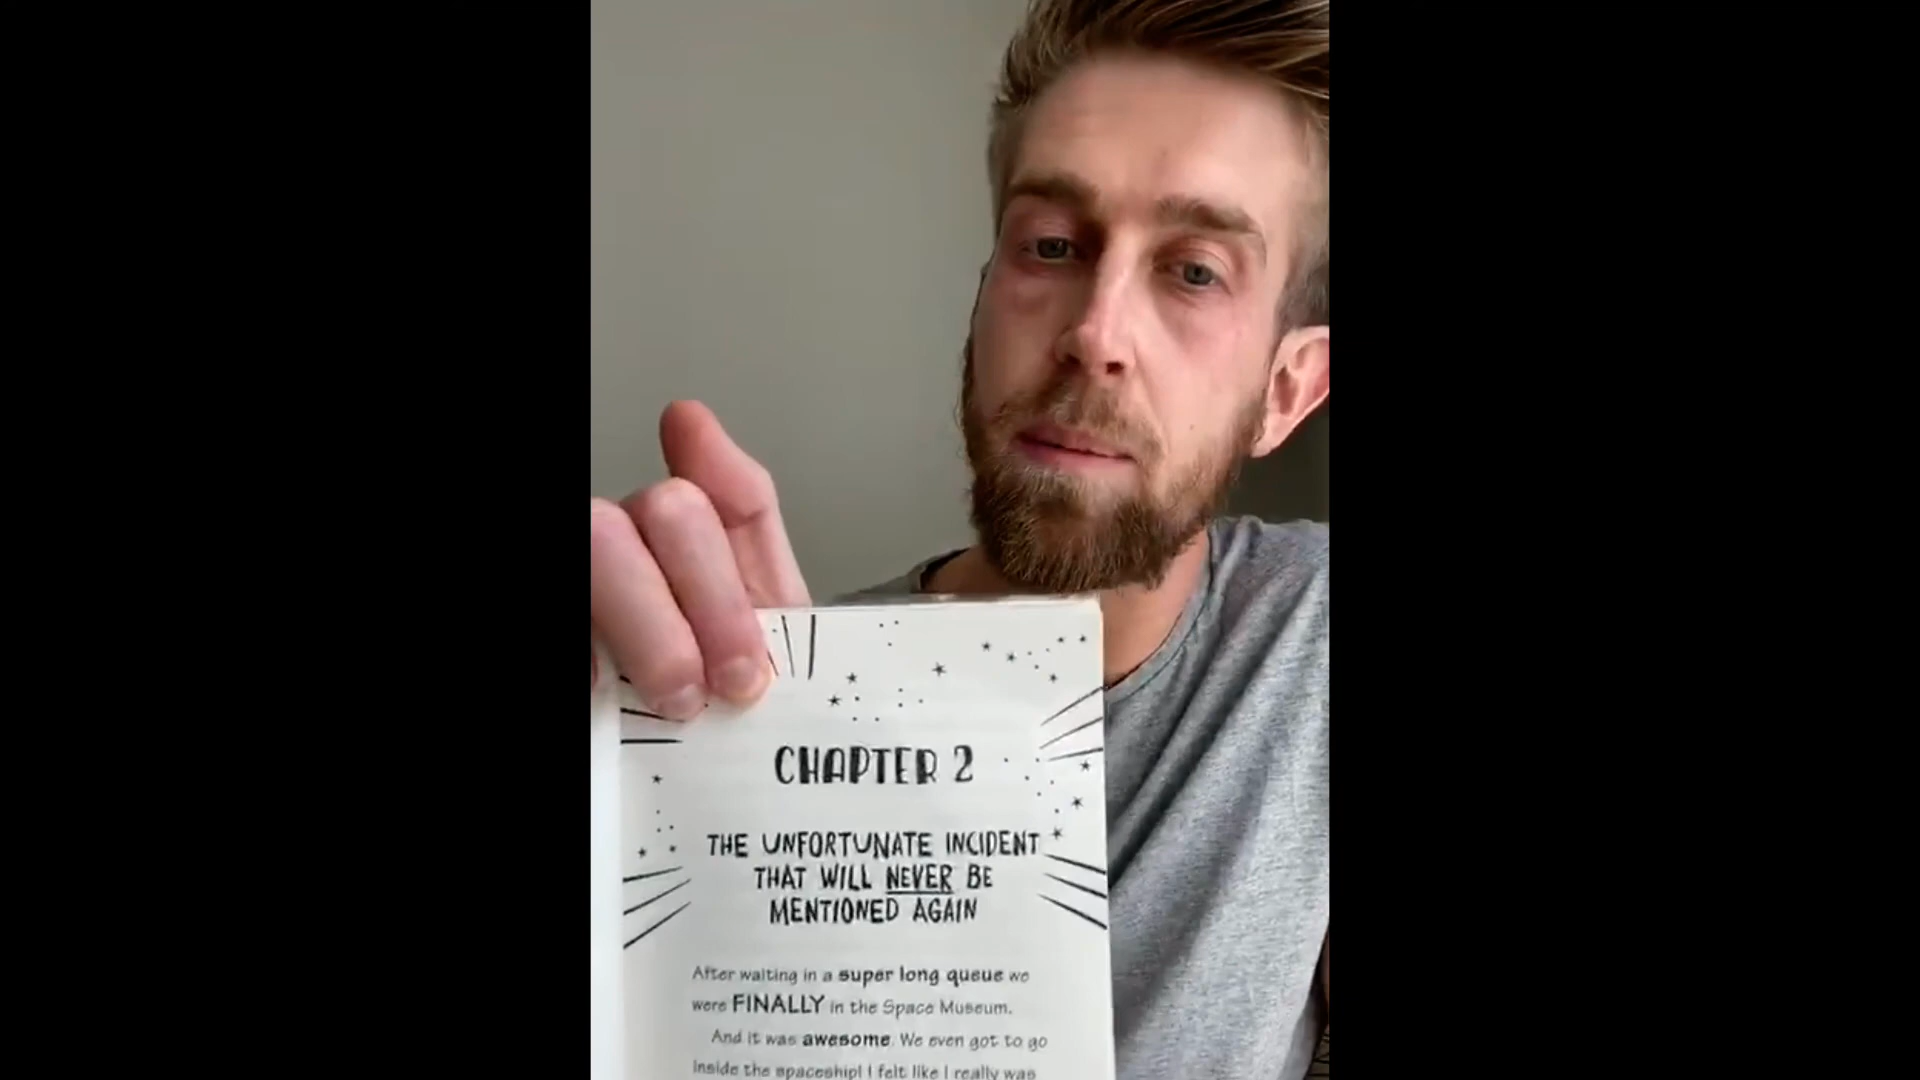 CHAPTER 2
THE UNFORTUNATE INCIDENT
THAT WILL NEVER BE
MENTIONED AGAIN
After waiting in a super long queue we
were FINALLY in the Space Museum.
And it was awesome. We even got to go
inside the spaceship! I felt like I really was